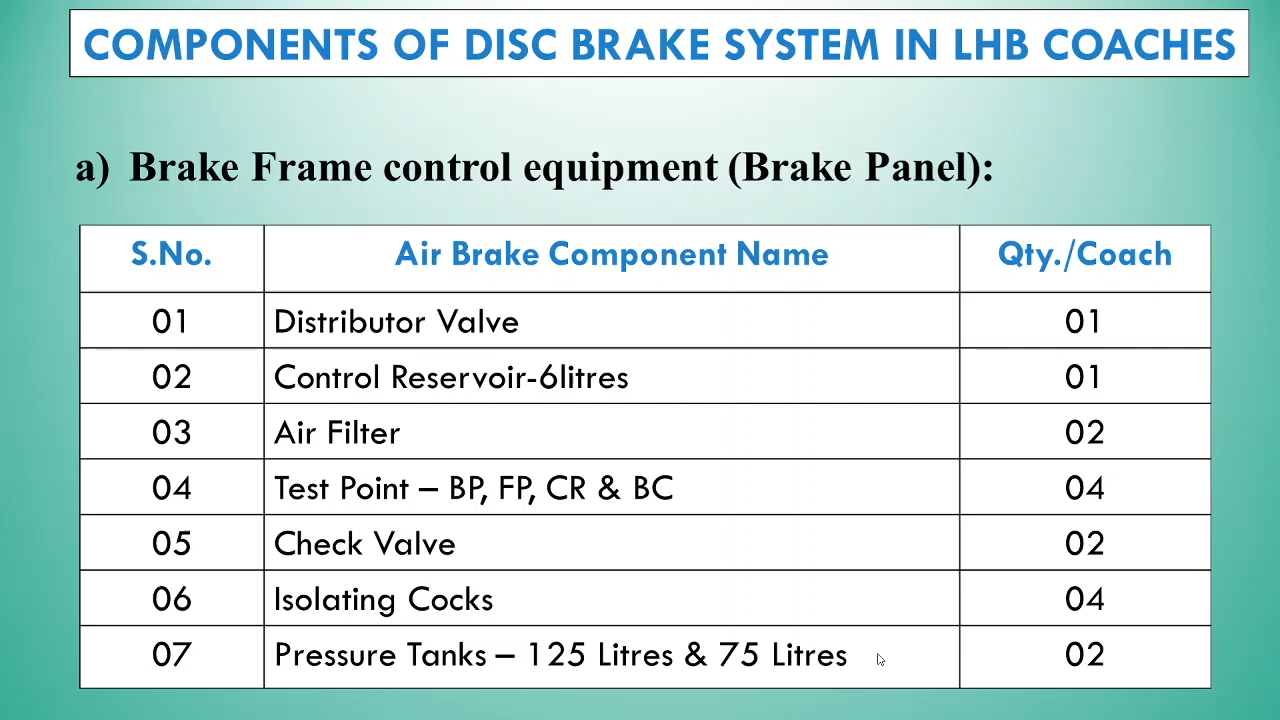 COMPONENTS OF DISC BRAKE SYSTEM IN LHB COACHES
a) Brake Frame control equipment (Brake Panel):
S.No. Air Brake Component Name Qty./Coach
01 Distributor Valve 01
02 Control Reservoir-6litres 01
03 Air Filter 02
04 Test Point – BP, FP, CR & BC 04
05 Check Valve 02
06 Isolating Cocks 04
07 Pressure Tanks – 125 Litres & 75 Litres 02